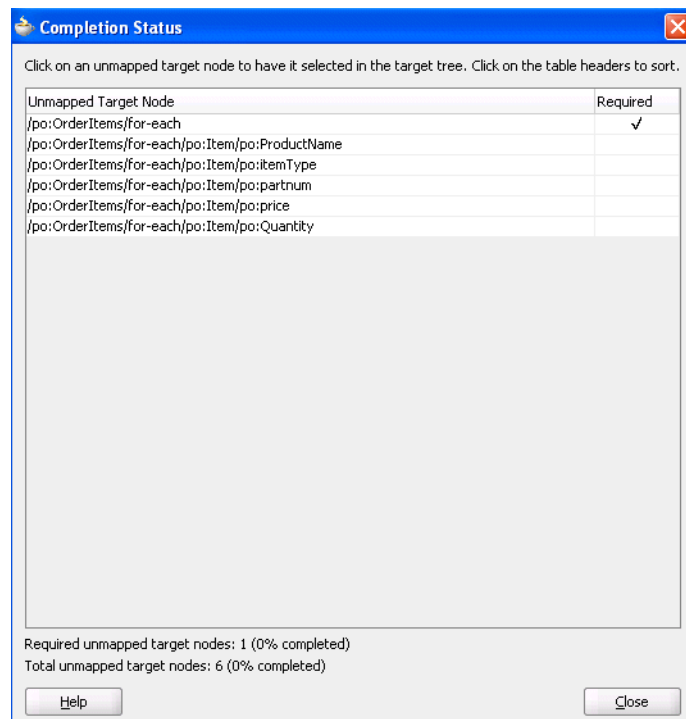 Completion Status
Click on an unmapped target node to have it selected in the target tree. Click on the table headers to sort.
Unmapped Target Node Required
/po:OrderItems/for-each ✓
/po:OrderItems/for-each/po:Item/po:ProductName
/po:OrderItems/for-each/po:Item/po:itemType
/po:OrderItems/for-each/po:Item/po:partnum
/po:OrderItems/for-each/po:Item/po:price
/po:OrderItems/for-each/po:Item/po:Quantity
Required unmapped target nodes: 1 (0% completed)
Total unmapped target nodes: 6 (0% completed)
Help Close